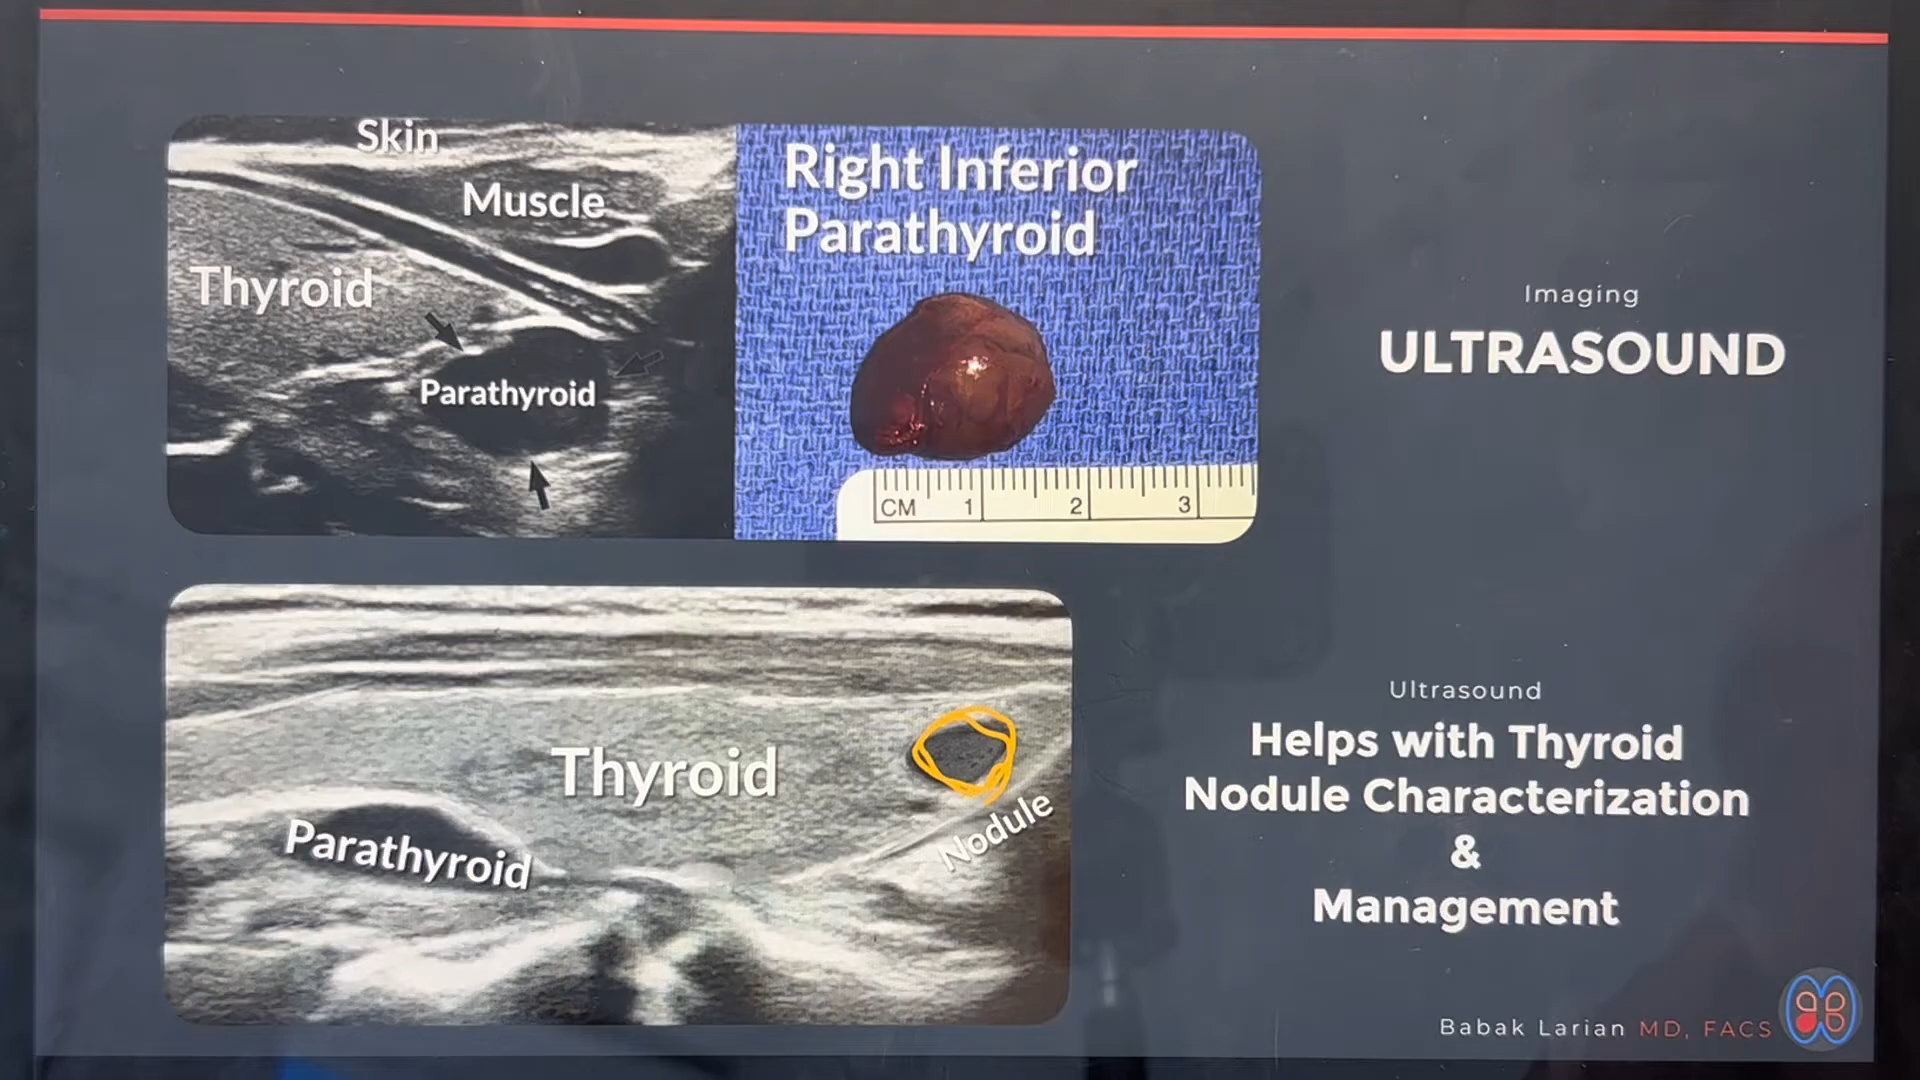 Skin
Muscle
Thyroid
Parathyroid
Right Inferior
Parathyroid
CM 1 2 3
Imaging
ULTRASOUND
Thyroid
Parathyroid
Nodule
Ultrasound
Helps with Thyroid
Nodule Characterization
&
Management
Babak Larian MD, FACS